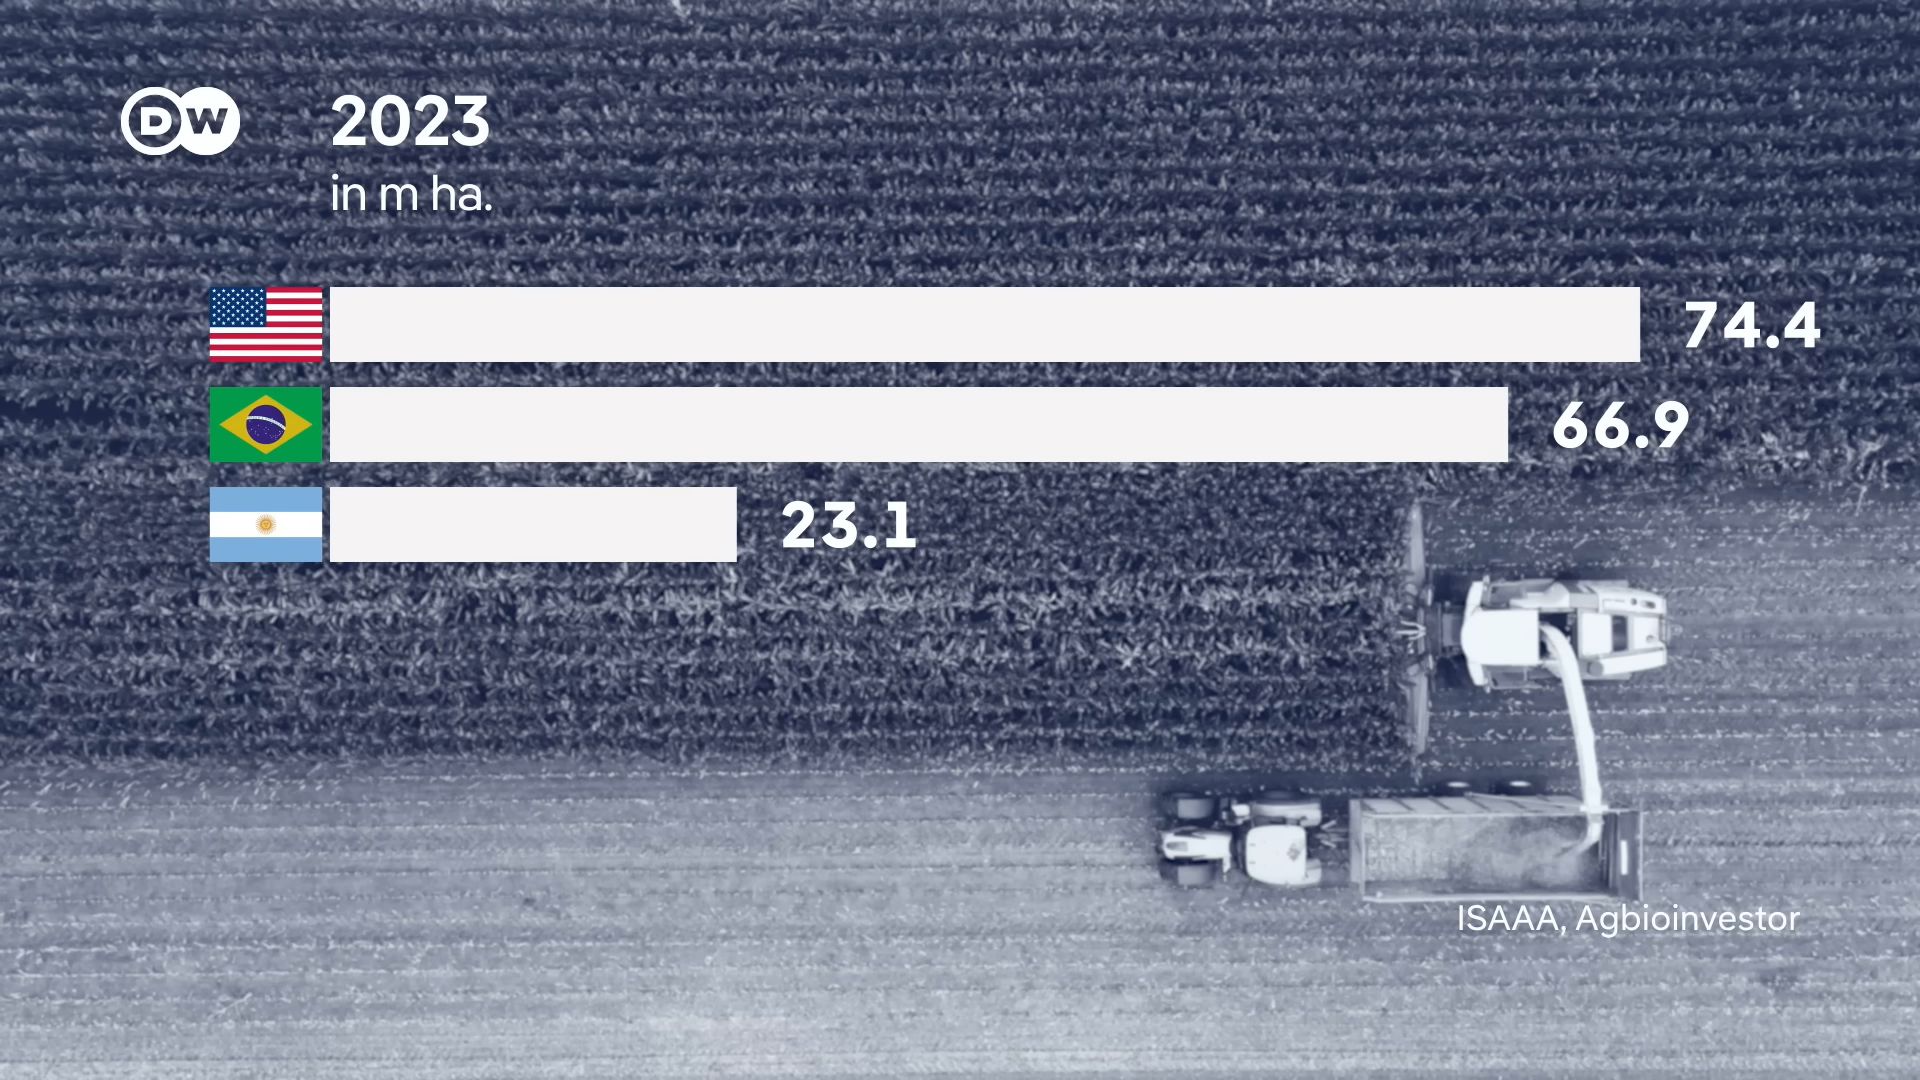 DW
2023
in m ha.
74.4
66.9
23.1
ISAAA, Agbioinvestor